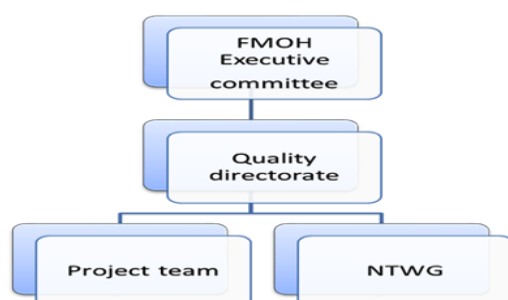 FMOH
Executive
committee
Quality
directorate
Project team
NTWG